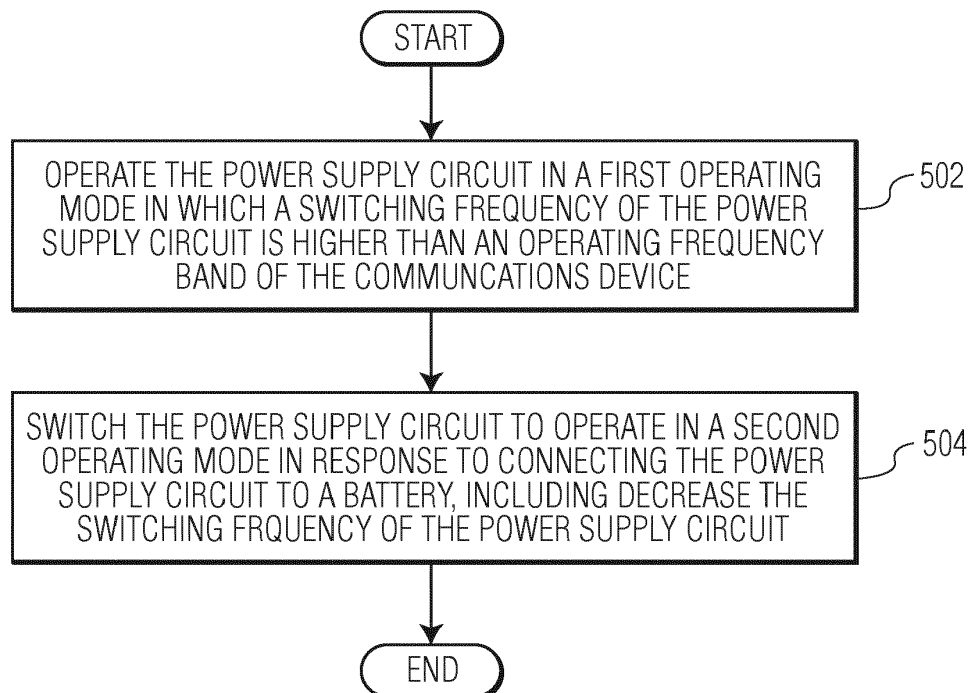 START
OPERATE THE POWER SUPPLY CIRCUIT IN A FIRST OPERATING
MODE IN WHICH A SWITCHING FREQUENCY OF THE POWER
SUPPLY CIRCUIT IS HIGHER THAN AN OPERATING FREQUENCY
BAND OF THE COMMUNCATIONS DEVICE
502
SWITCH THE POWER SUPPLY CIRCUIT TO OPERATE IN A SECOND
OPERATING MODE IN RESPONSE TO CONNECTING THE POWER
SUPPLY CIRCUIT TO A BATTERY, INCLUDING DECREASE THE
SWITCHING FRQUENCY OF THE POWER SUPPLY CIRCUIT
504
END